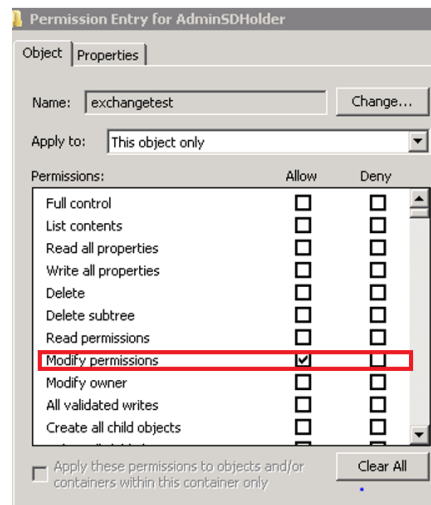 Permission Entry for AdminSDHolder
Object Properties
Name: exchangetest Change...
Apply to: This object only
Permissions: Allow Deny
Full control
List contents
Read all properties
Write all properties
Delete
Delete subtree
Read permissions
Modify permissions
Modify owner
All validated writes
Create all child objects
Apply these permissions to objects and/or
containers within this container only
Clear All